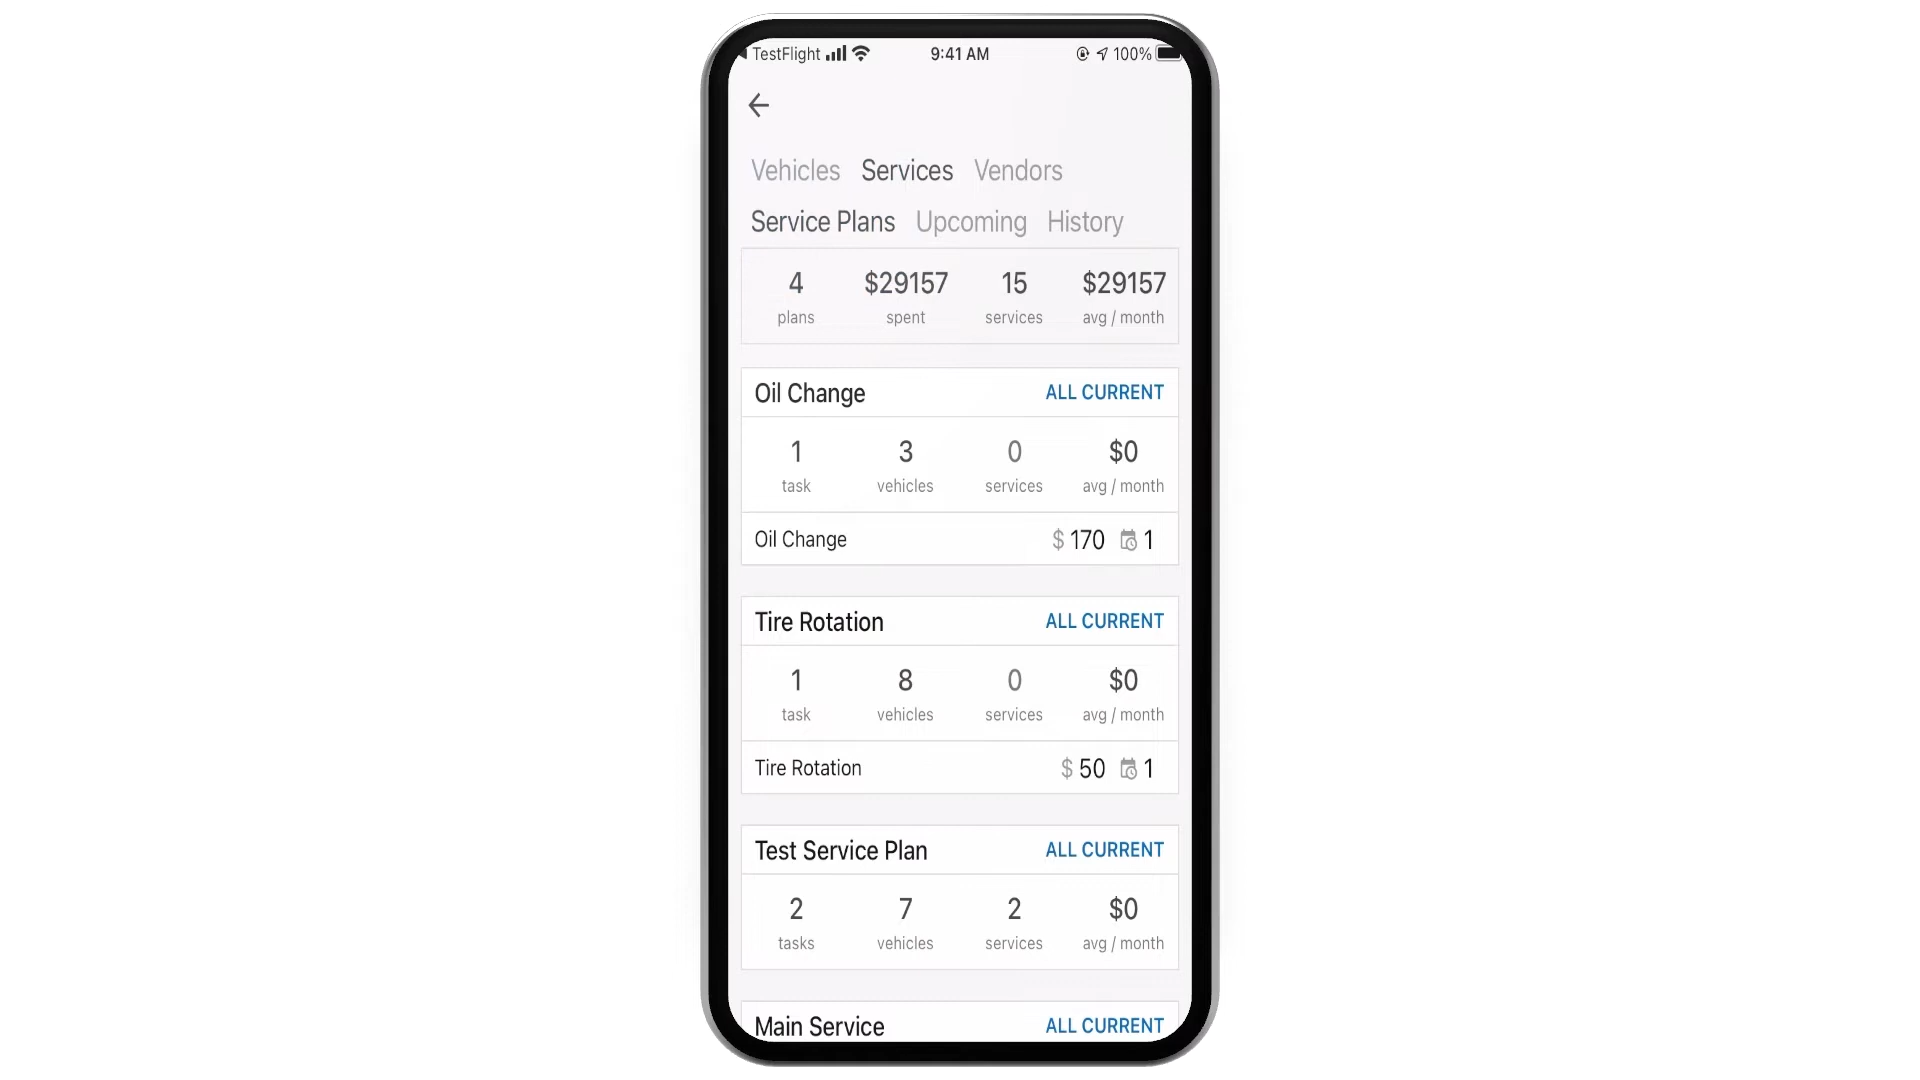 TestFlight 9:41 AM 100%
Vehicles Services Vendors
Service Plans Upcoming History
4 $29157 15 $29157
plans spent services avg / month
Oil Change ALL CURRENT
1 3 0 $0
task vehicles services avg / month
Oil Change $ 170 1
Tire Rotation ALL CURRENT
1 8 0 $0
task vehicles services avg / month
Tire Rotation $ 50 1
Test Service Plan ALL CURRENT
2 7 2 $0
tasks vehicles services avg / month
Main Service ALL CURRENT